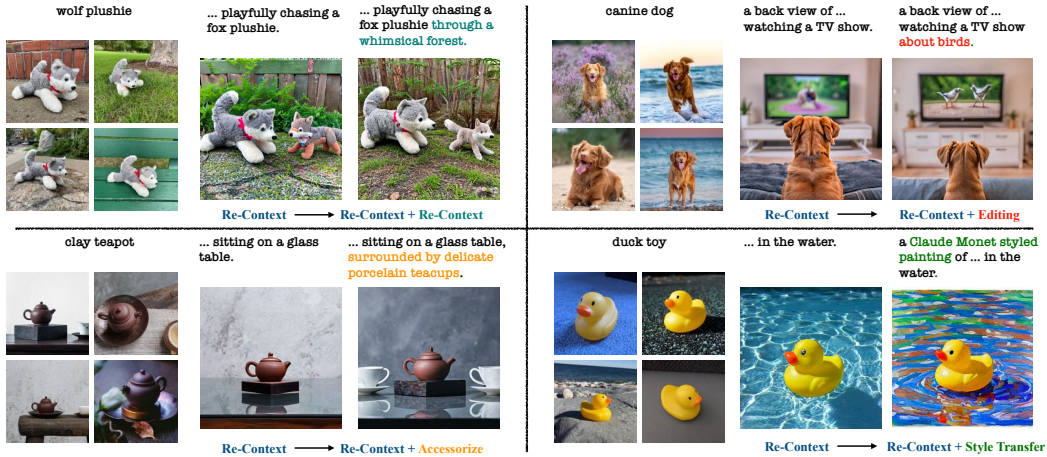 wolf plushie
... playfully chasing a
fox plushie.
... playfully chasing a
fox plushie through a
whimsical forest.
Re-Context
Re-Context + Re-Context
canine dog
a back view of ...
watching a TV show.
a back view of ...
watching a TV show
about birds.
Re-Context
Re-Context + Editing
clay teapot
... sitting on a glass
table.
... sitting on a glass table,
surrounded by delicate
porcelain teacups.
Re-Context
Re-Context + Accessorize
duck toy
... in the water.
a Claude Monet styled
painting of ... in the
water.
Re-Context
Re-Context + Style Transfer